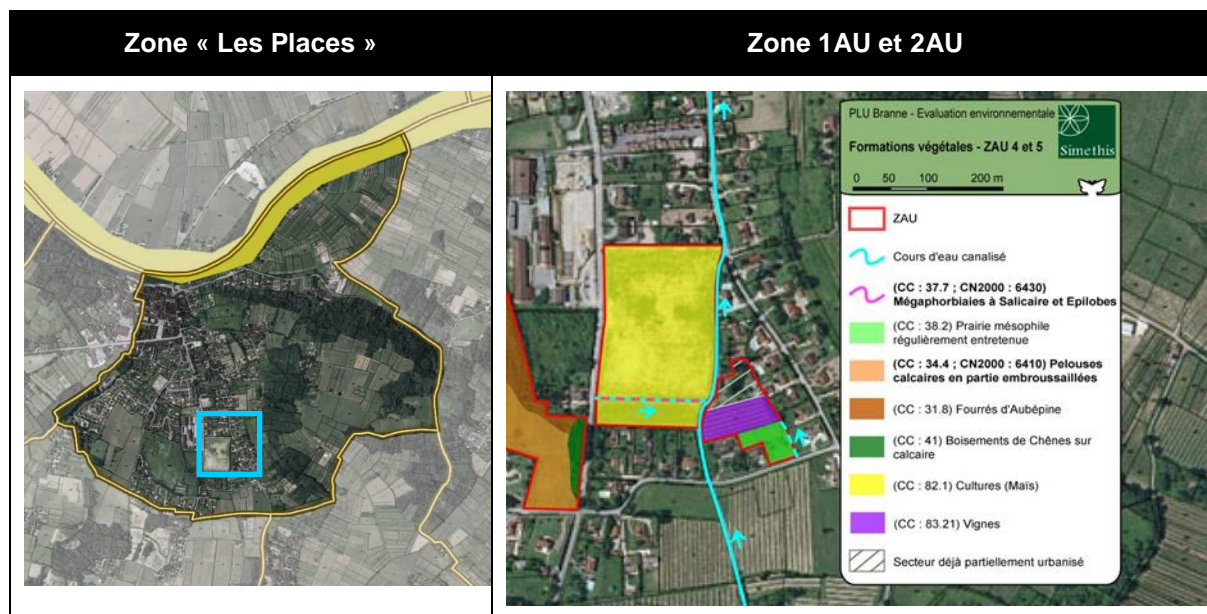 Zone « Les Places »
Zone 1AU et 2AU
PLU Branne - Evaluation environnementale
Formations végétales - ZAU 4 et 5
Simethis
0 50 100 200 m
ZAU
Cours d'eau canalisé
(CC : 37.7 ; CN2000 : 6430)
Mégaphorbiaies à Salicaire et Epilobes
(CC : 38.2) Prairie mésophile
régulièrement entretenue
(CC : 34.4 ; CN2000 : 6410) Pelouses
calcaires en partie embroussaillées
(CC : 31.8) Fourrés d'Aubépine
(CC : 41) Boisements de Chênes sur
calcaire
(CC : 82.1) Cultures (Maïs)
(CC : 83.21) Vignes
Secteur déjà partiellement urbanisé